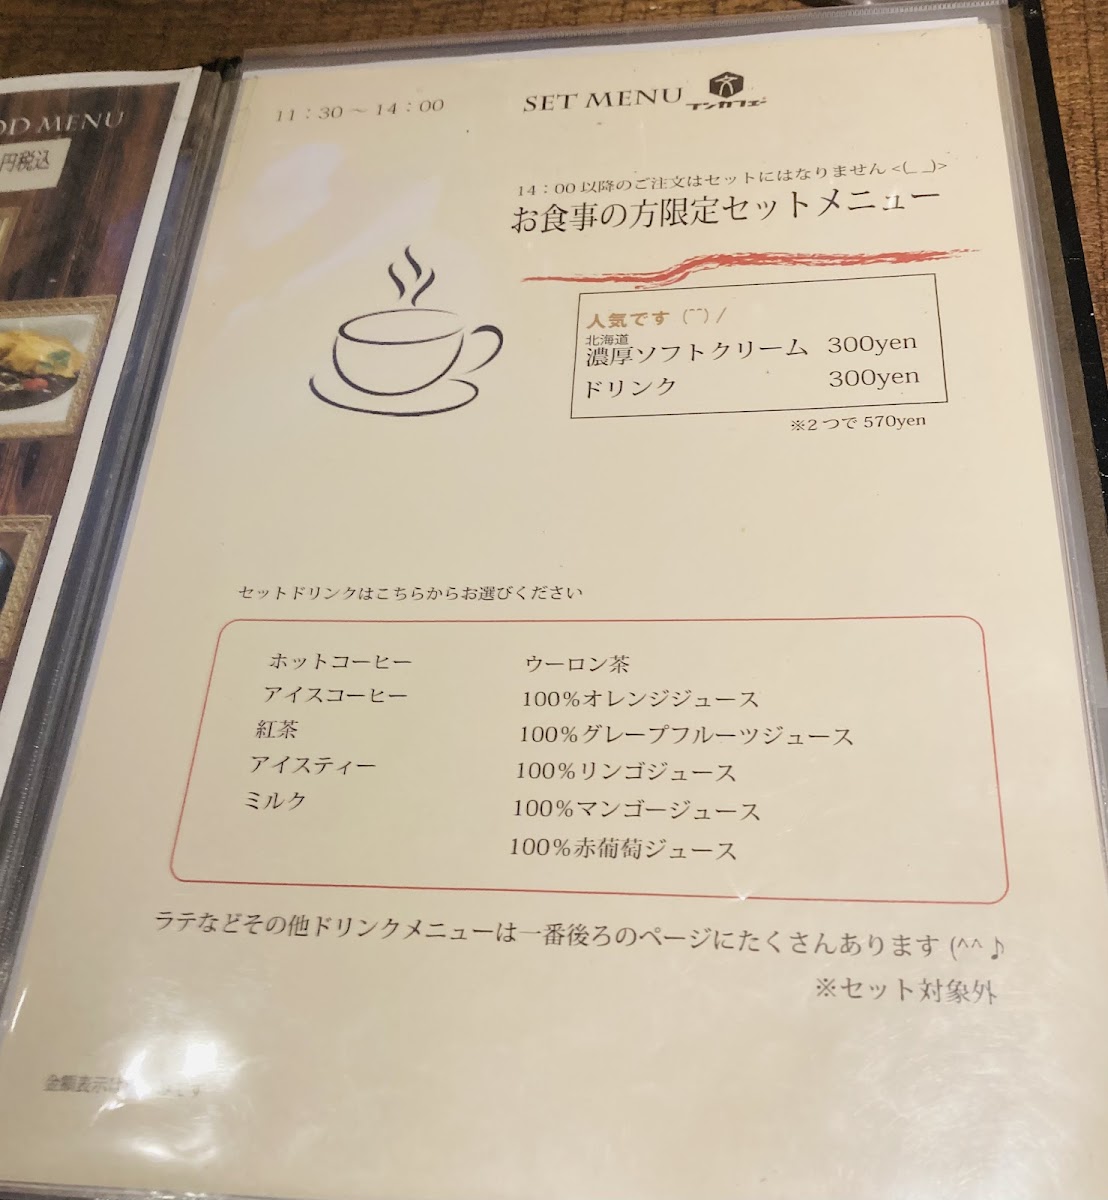 OD MENU
円税込
11：30 ～ 14：00
SET MENU
インカフェ
14：00 以降のご注文はセットにはなりません <(_ _)>
お食事の方限定セットメニュー
人気です (⌒⌒) /
北海道
濃厚ソフトクリーム 300yen
ドリンク 300yen
※2 つで 570yen
セットドリンクはこちらからお選びください
ホットコーヒー
アイスコーヒー
紅茶
アイスティー
ミルク
ウーロン茶
100%オレンジジュース
100%グレープフルーツジュース
100%リンゴジュース
100%マンゴージュース
100%赤葡萄ジュース
ラテなどその他ドリンクメニューは一番後ろのページにたくさんあります (^^♪
※セット対象外
金額表示は